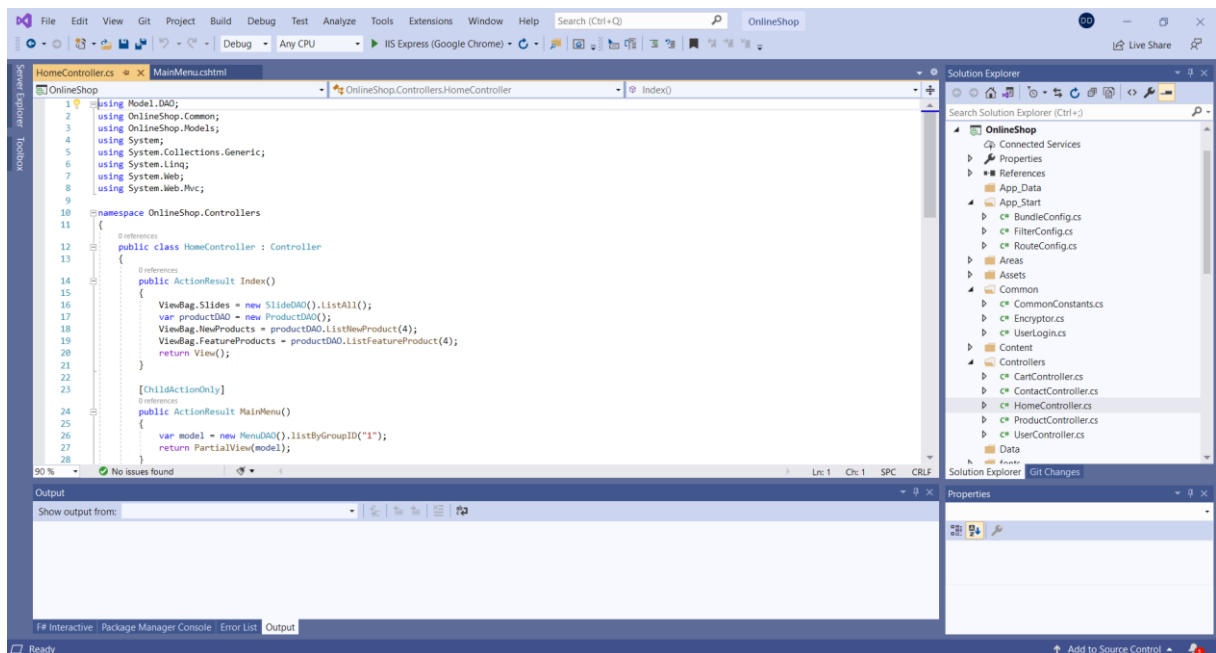 File Edit View Git Project Build Debug Test Analyze Tools Extensions Window Help Search (Ctrl+Q) OnlineShop DD
Debug Any CPU IIS Express (Google Chrome) Live Share
Server Explorer
Toolbox
HomeController.cs MainMenu.cshtml
OnlineShop OnlineShop.Controllers.HomeController Index()
1 using Model.DAO;
2 using OnlineShop.Common;
3 using OnlineShop.Models;
4 using System;
5 using System.Collections.Generic;
6 using System.Linq;
7 using System.Web;
8 using System.Web.Mvc;
9
10 namespace OnlineShop.Controllers
11 {
0 references
12 public class HomeController : Controller
13 {
0 references
14 public ActionResult Index()
15 {
16 ViewBag.Slides = new SlideDAO().ListAll();
17 var productDAO = new ProductDAO();
18 ViewBag.NewProducts = productDAO.ListNewProduct(4);
19 ViewBag.FeatureProducts = productDAO.ListFeatureProduct(4);
20 return View();
21 }
22
23 [ChildActionOnly]
0 references
24 public ActionResult MainMenu()
25 {
26 var model = new MenuDAO().listByGroupID("1");
27 return PartialView(model);
28 }
90 % No issues found Ln: 1 Ch: 1 SPC CRLF
Output
Show output from:
F# Interactive Package Manager Console Error List Output
Solution Explorer
Search Solution Explorer (Ctrl+;)
OnlineShop
Connected Services
Properties
References
App_Data
App_Start
C# BundleConfig.cs
C# FilterConfig.cs
C# RouteConfig.cs
Areas
Assets
Common
C# CommonConstants.cs
C# Encryptor.cs
C# UserLogin.cs
Content
Controllers
C# CartController.cs
C# ContactController.cs
C# HomeController.cs
C# ProductController.cs
C# UserController.cs
Data
fonts
Solution Explorer Git Changes
Properties
Ready Add to Source Control